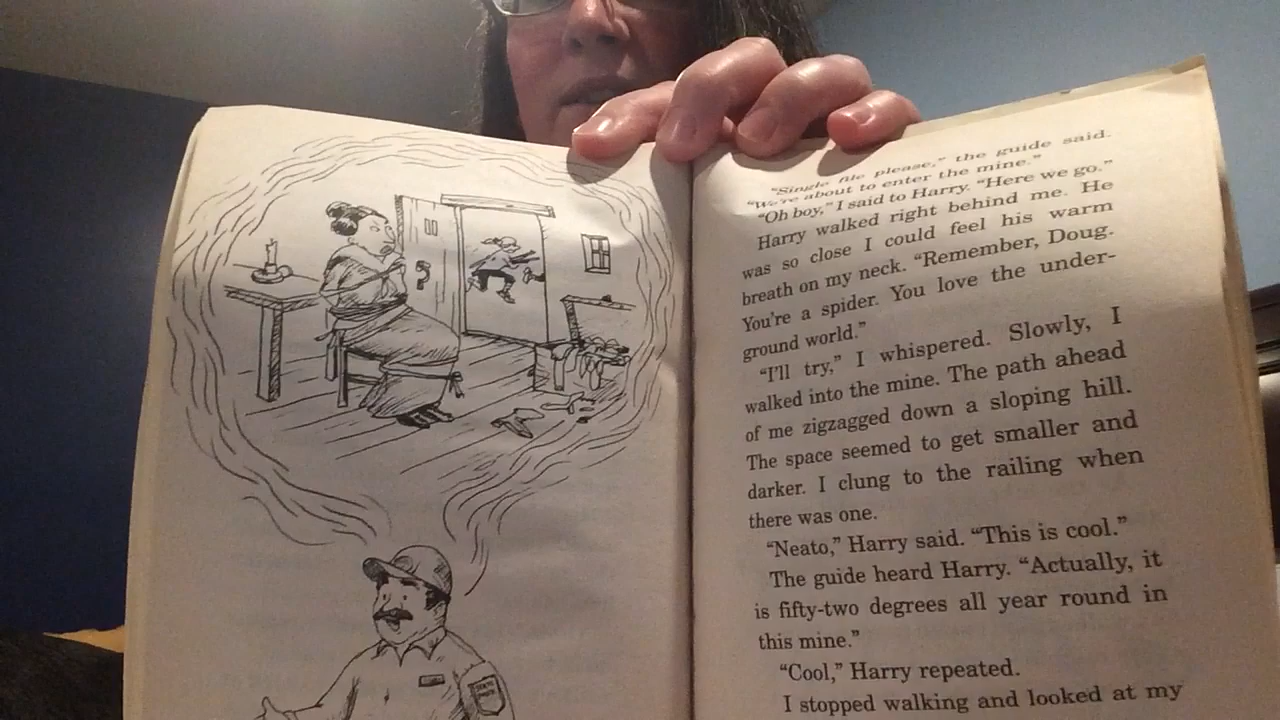 "Single file please," the guide said.
"We're about to enter the mine."
"Oh boy," I said to Harry. "Here we go."
Harry walked right behind me. He
was so close I could feel his warm
breath on my neck. "Remember, Doug.
You're a spider. You love the under-
ground world."
"I'll try," I whispered. Slowly, I
walked into the mine. The path ahead
of me zigzagged down a sloping hill.
The space seemed to get smaller and
darker. I clung to the railing when
there was one.
"Neato," Harry said. "This is cool."
The guide heard Harry. "Actually, it
is fifty-two degrees all year round in
this mine."
"Cool," Harry repeated.
I stopped walking and looked at my